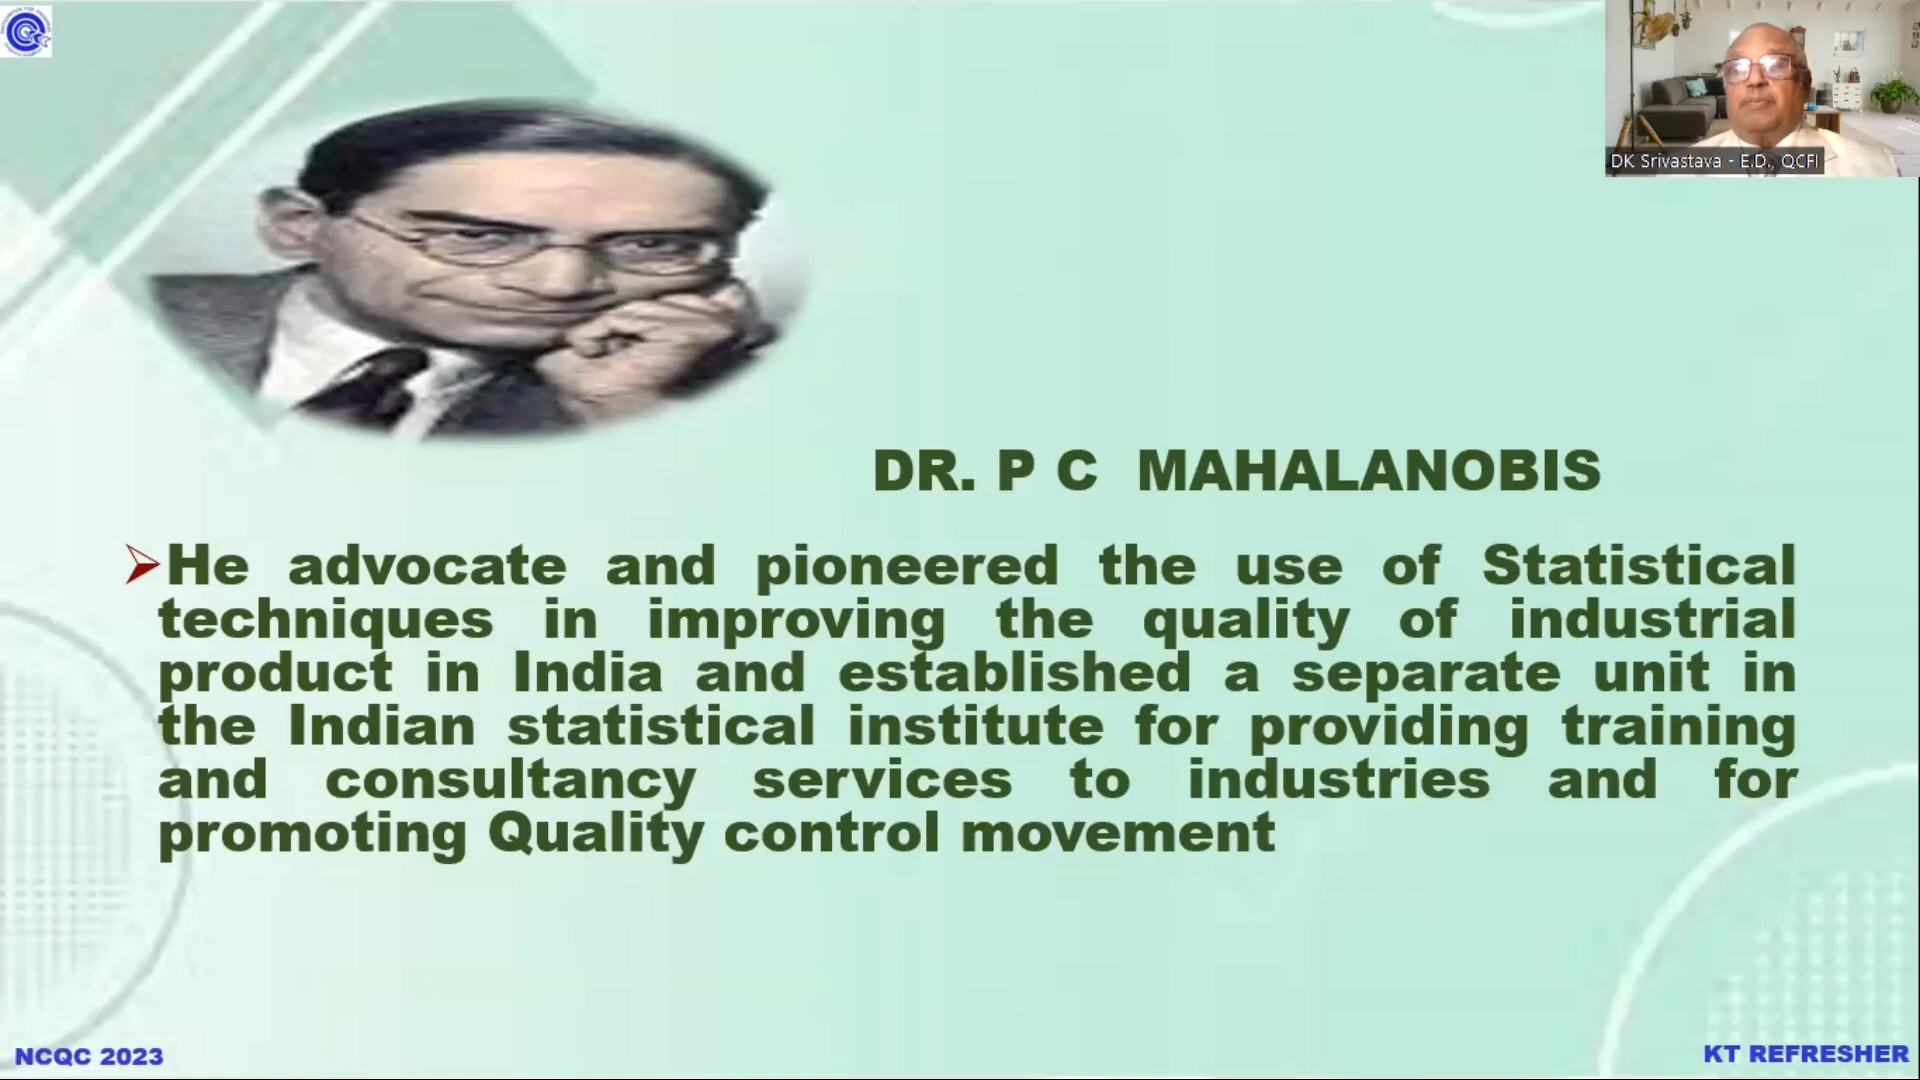 DK Srivastava - E.D., QCFI
DR. P C MAHALANOBIS
He advocate and pioneered the use of Statistical
techniques in improving the quality of industrial
product in India and established a separate unit in
the Indian statistical institute for providing training
and consultancy services to industries and for
promoting Quality control movement
NCQC 2023
KT REFRESHER